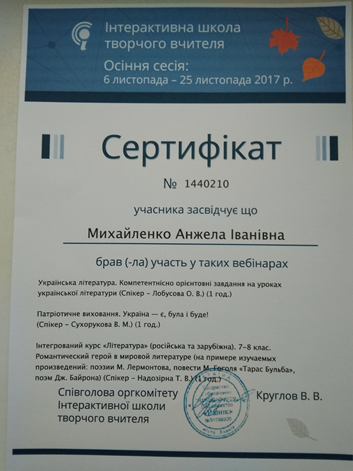 Інтерактивна школа
творчого вчителя
Осіння сесія:
6 листопада – 25 листопада 2017 р.
Сертифікат
№ 1440210
учасника засвідчує що
Михайленко Анжела Іванівна
брав (-ла) участь у таких вебінарах
Українська література. Компетентнісно орієнтовні завдання на уроках
української літератури (Спікер – Лобусова О. В.) (1 год.)
Патріотичне виховання. Україна — є, була і буде!
(Спікер – Сухорукова В. М.) (1 год.)
Інтегрований курс «Література» (російська та зарубіжна). 7–8 клас.
Романтический герой в мировой литературе (на примере изучаемых
произведений: поэзии М. Лермонтова, повести М. Гоголя «Тарас Бульба»,
поэм Дж. Байрона) (Спікер – Надозірна Т. В.) (1 год.)
Співголова оргкомітету
Інтерактивної школи
творчого вчителя
Круглов В. В.